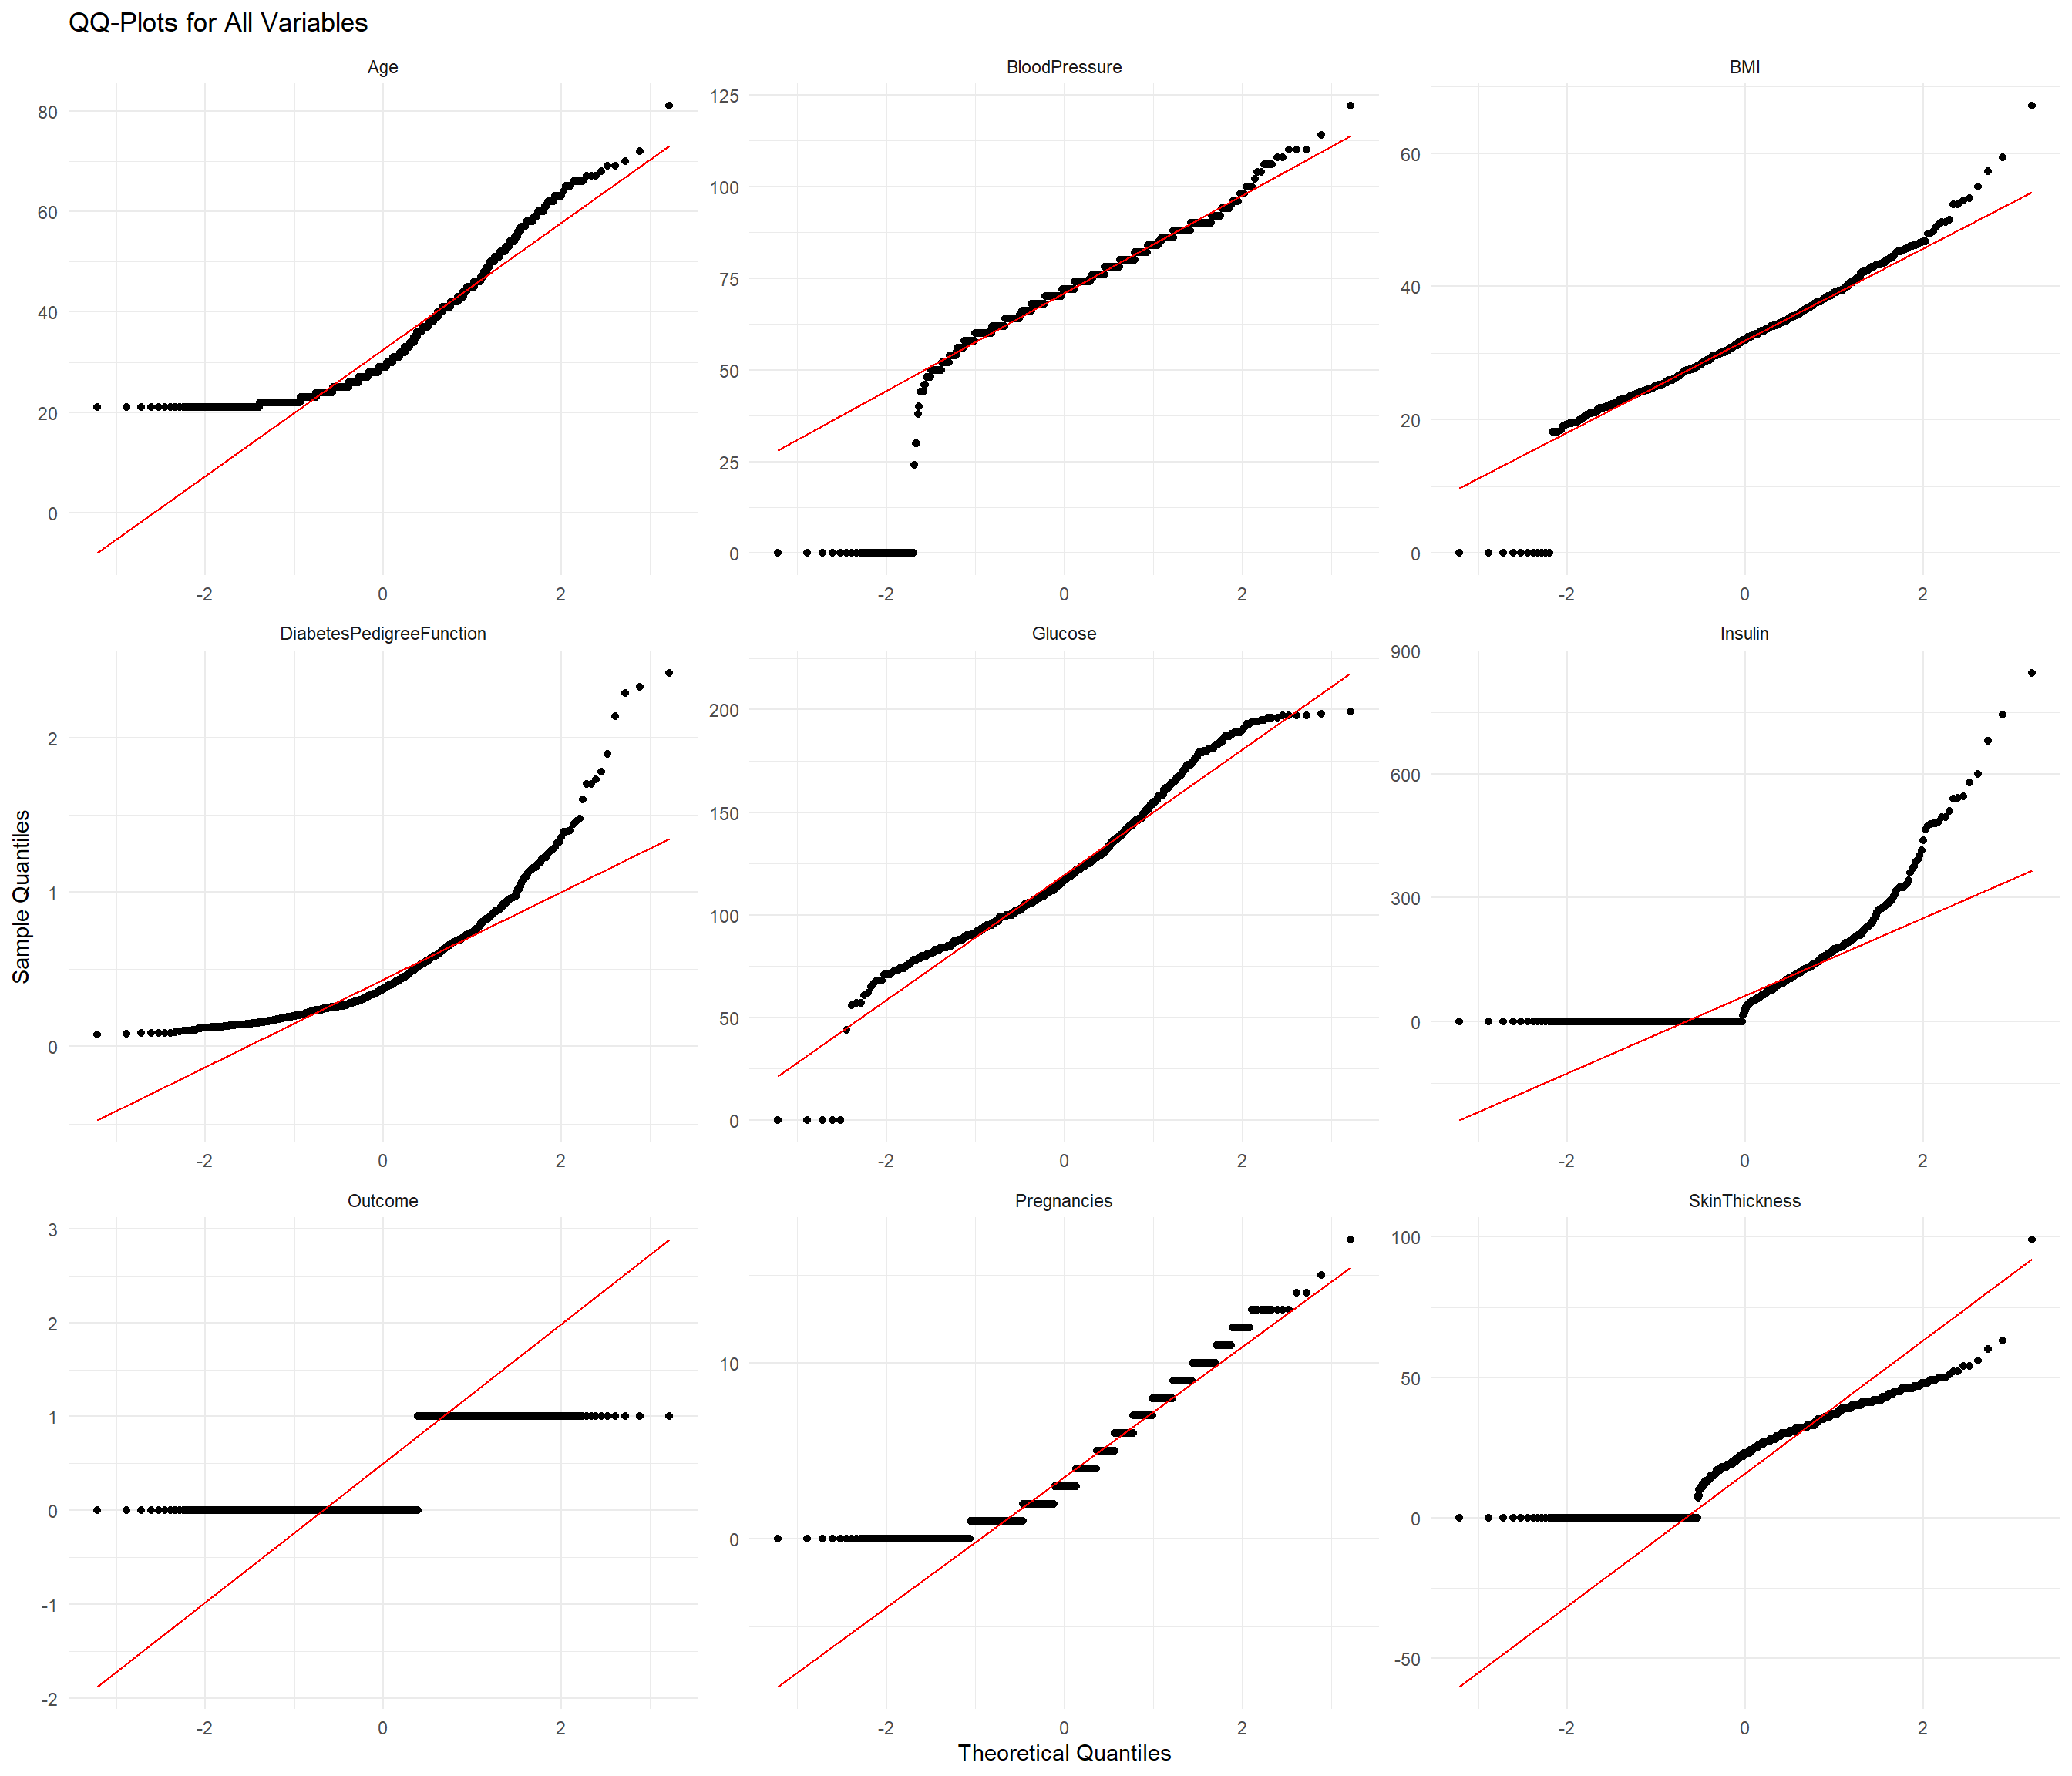 QQ-Plots for All Variables
Age
BloodPressure
BMI
80
60
40
20
0
125
100
75
50
25
0
60
40
20
0
-2 0 2
-2 0 2
-2 0 2
DiabetesPedigreeFunction
Glucose
Insulin
2
1
0
200
150
100
50
0
900
600
300
0
-2 0 2
-2 0 2
-2 0 2
Outcome
Pregnancies
SkinThickness
3
2
1
0
-1
-2
10
0
100
50
0
-50
-2 0 2
-2 0 2
-2 0 2
Sample Quantiles
Theoretical Quantiles